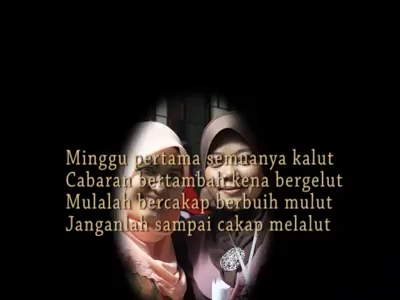 Minggu pertama semuanya kalut
Cabaran bertambah kena bergelut
Mulalah bercakap berbuih mulut
Janganlah sampai cakap melalut